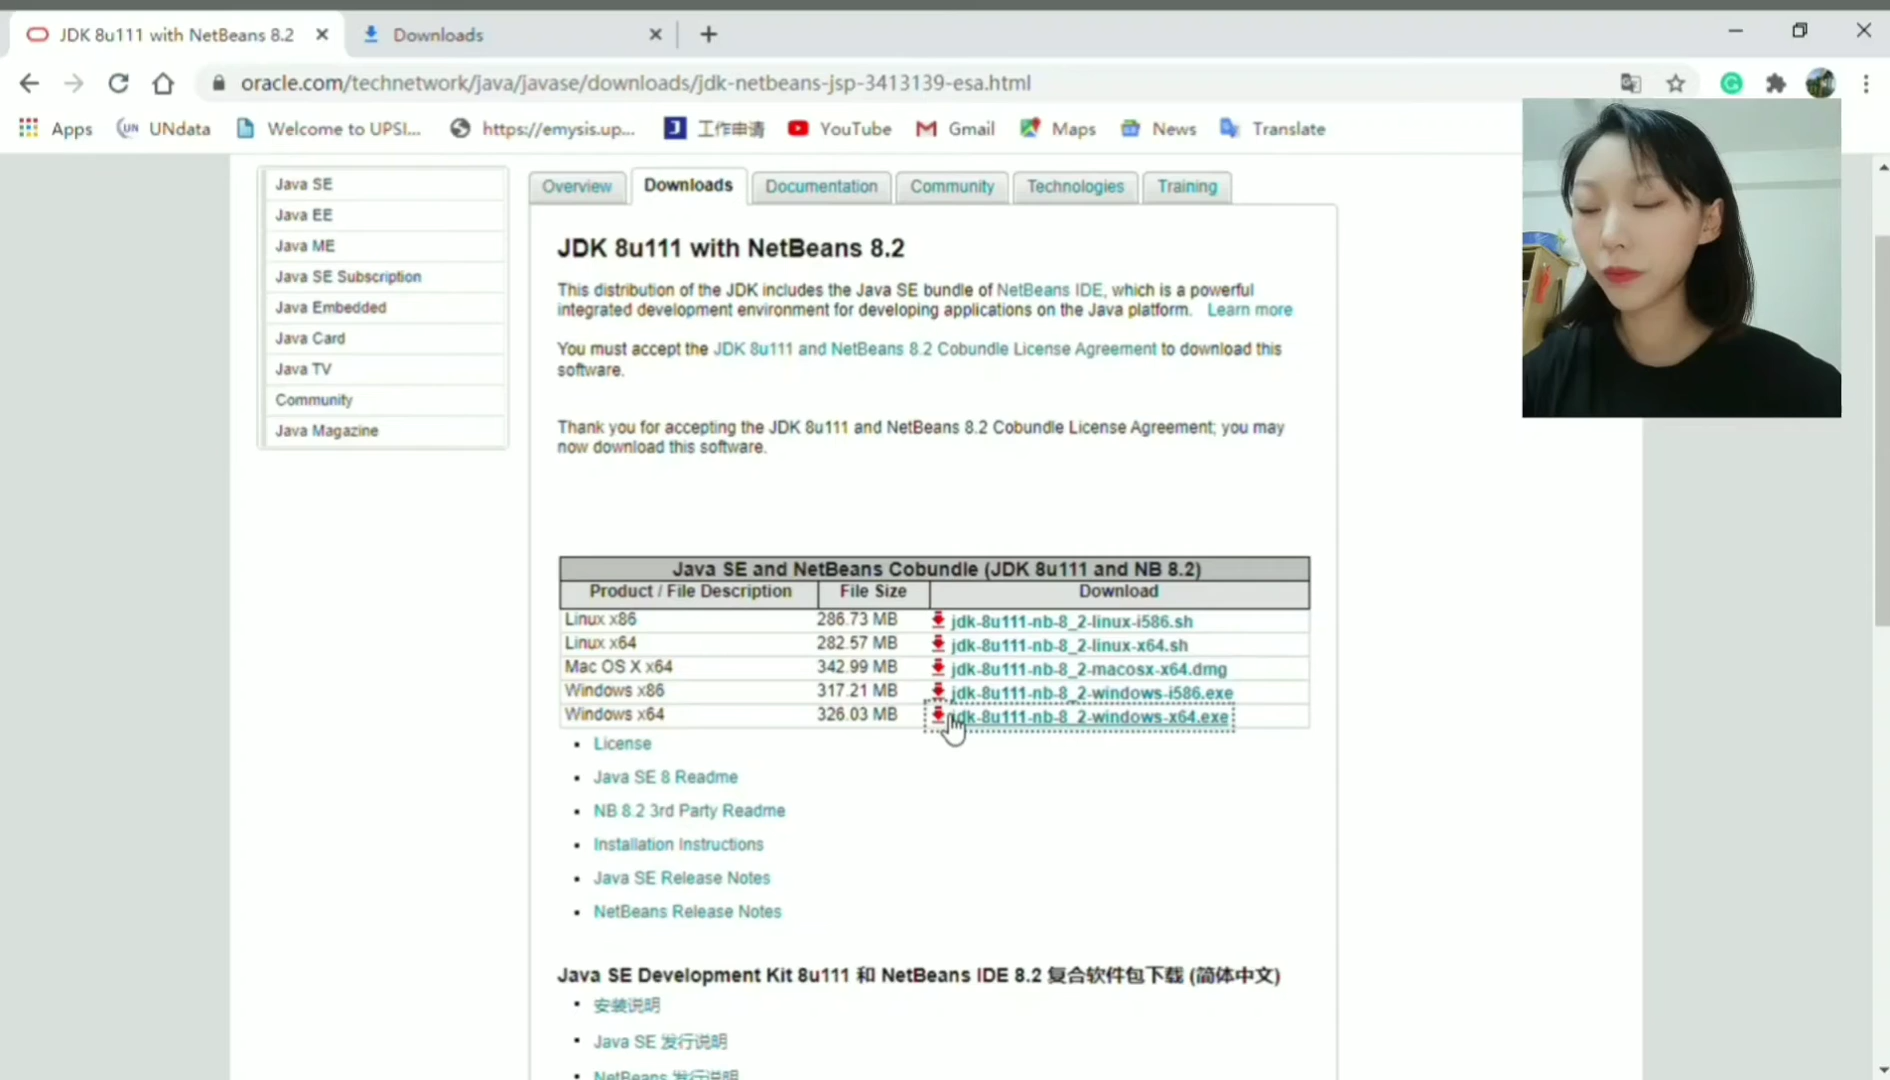 JDK 8u111 with NetBeans 8.2
Downloads
oracle.com/technetwork/java/javase/downloads/jdk-netbeans-jsp-3413139-esa.html
Apps
UNdata
Welcome to UPSI...
https://emysis.up...
工作申请
YouTube
Gmail
Maps
News
Translate
Java SE
Java EE
Java ME
Java SE Subscription
Java Embedded
Java Card
Java TV
Community
Java Magazine
Overview
Downloads
Documentation
Community
Technologies
Training
JDK 8u111 with NetBeans 8.2
This distribution of the JDK includes the Java SE bundle of NetBeans IDE, which is a powerful
integrated development environment for developing applications on the Java platform. Learn more
You must accept the JDK 8u111 and NetBeans 8.2 Cobundle License Agreement to download this
software.
Thank you for accepting the JDK 8u111 and NetBeans 8.2 Cobundle License Agreement; you may
now download this software.
Java SE and NetBeans Cobundle (JDK 8u111 and NB 8.2)
Product / File Description File Size Download
Linux x86 286.73 MB jdk-8u111-nb-8_2-linux-i586.sh
Linux x64 282.57 MB jdk-8u111-nb-8_2-linux-x64.sh
Mac OS X x64 342.99 MB jdk-8u111-nb-8_2-macosx-x64.dmg
Windows x86 317.21 MB jdk-8u111-nb-8_2-windows-i586.exe
Windows x64 326.03 MB jdk-8u111-nb-8_2-windows-x64.exe
License
Java SE 8 Readme
NB 8.2 3rd Party Readme
Installation Instructions
Java SE Release Notes
NetBeans Release Notes
Java SE Development Kit 8u111 和 NetBeans IDE 8.2 复合软件包下载 (简体中文)
安装说明
Java SE 发行说明
NetBeans 发行说明